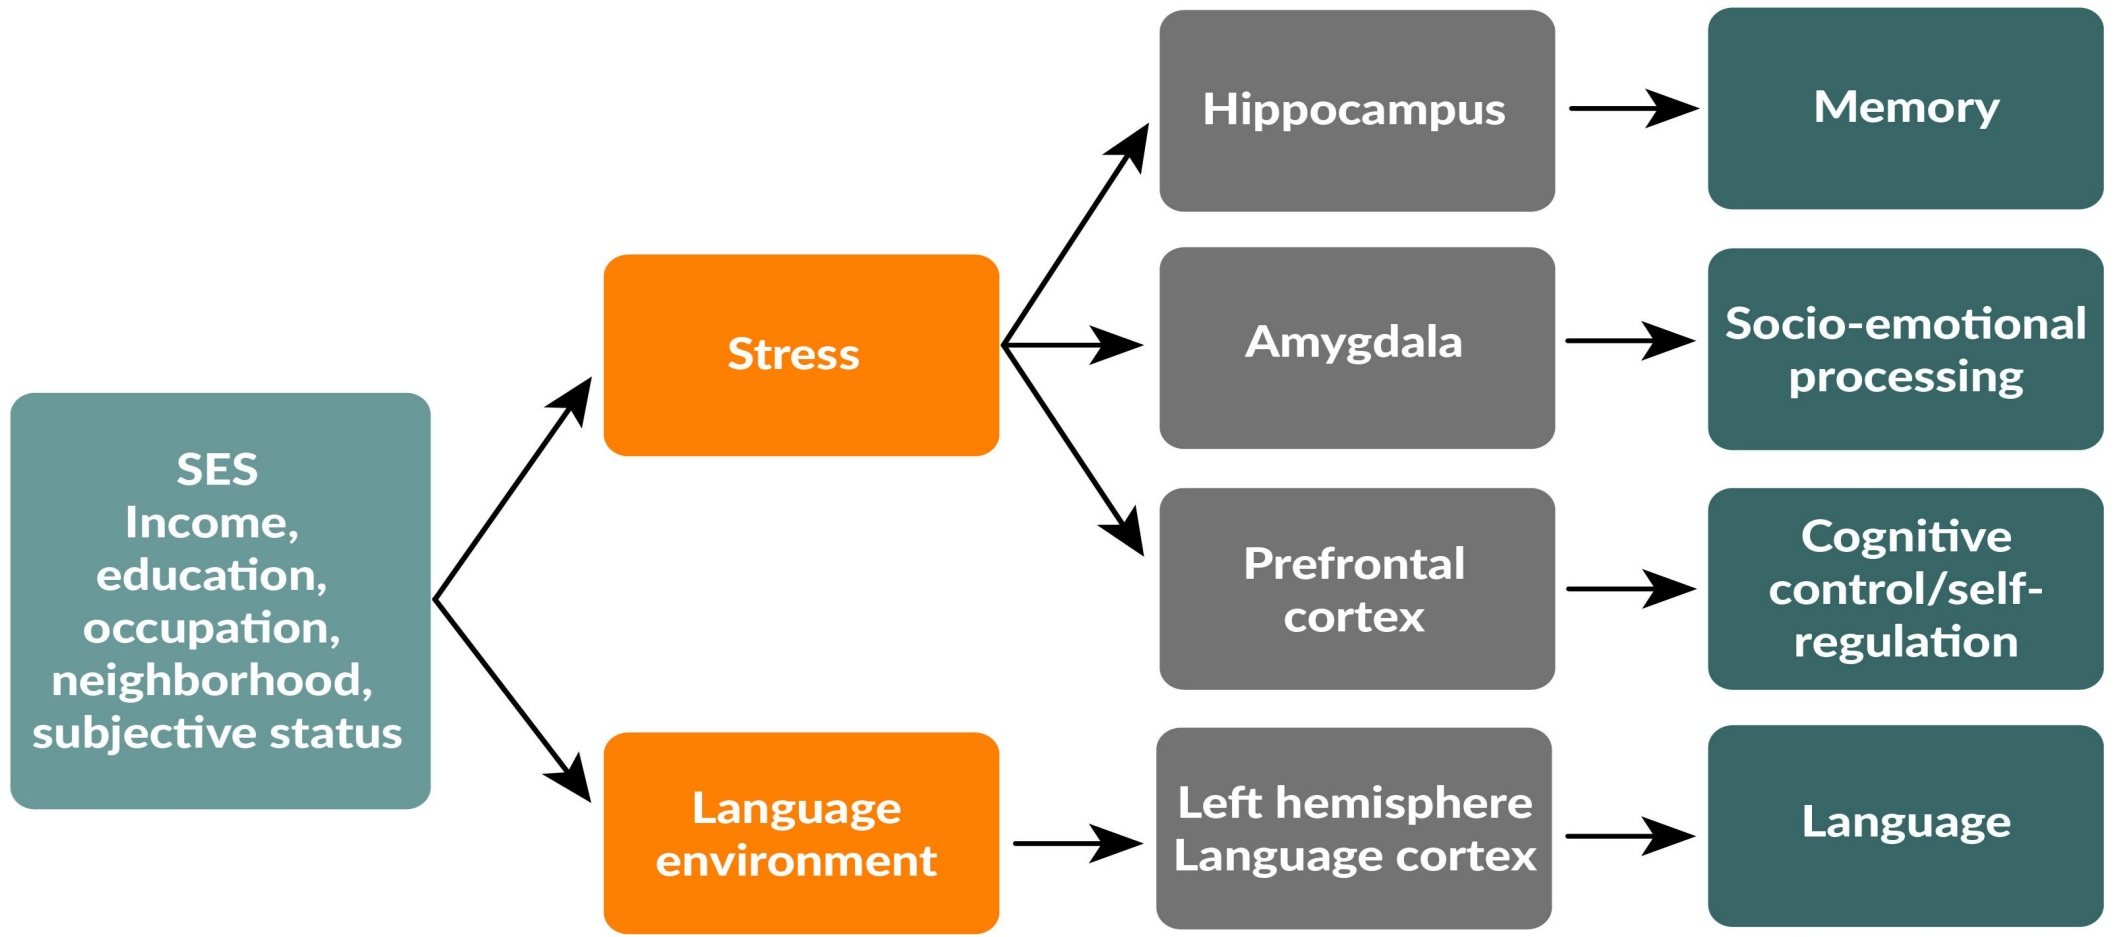 SES
Income,
education,
occupation,
neighborhood,
subjective status
Stress
Language
environment
Hippocampus
Amygdala
Prefrontal
cortex
Left hemisphere
Language cortex
Memory
Socio-emotional
processing
Cognitive
control/self-
regulation
Language